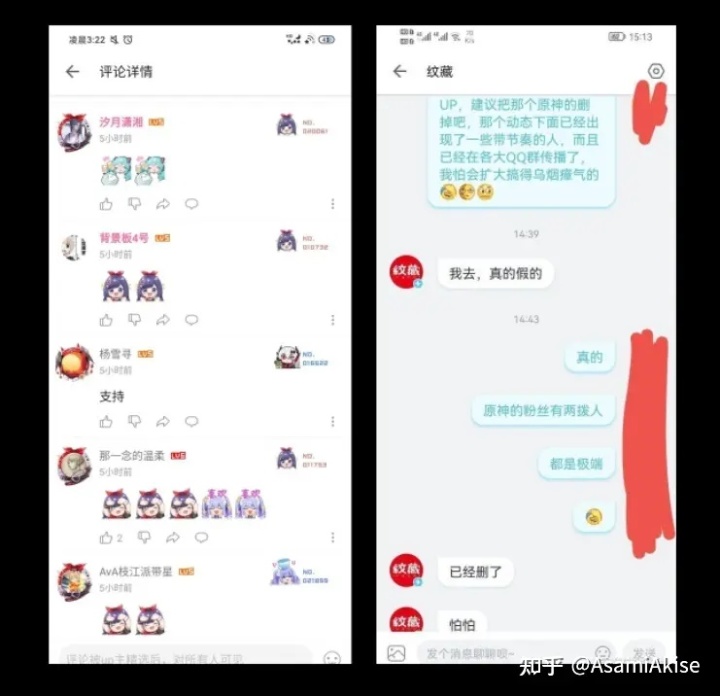 凌晨3:22
评论详情
汐月潇湘 LV5
5小时前
NO.
背景板4号 LV5
5小时前
NO.
016732
杨雪寻 LV5
5小时前
NO.
016622
支持
那一念的温柔 LV6
5小时前
NO.
011753
2
AvA枝江派带星 LV5
5小时前
NO.
评论被up主精选后，对所有人可见
15:13
纹藏
UP，建议把那个原神的删
掉吧，那个动态下面已经出
现了一些带节奏的人，而且
已经在各大QQ群传播了，
我怕会扩大搞得乌烟瘴气的
14:39
纹藏
我去，真的假的
14:43
真的
原神的粉丝有两拨人
都是极端
纹藏
已经删了
纹藏
怕怕
发个消息聊聊呗~
发送
知乎 @AsamiAkise